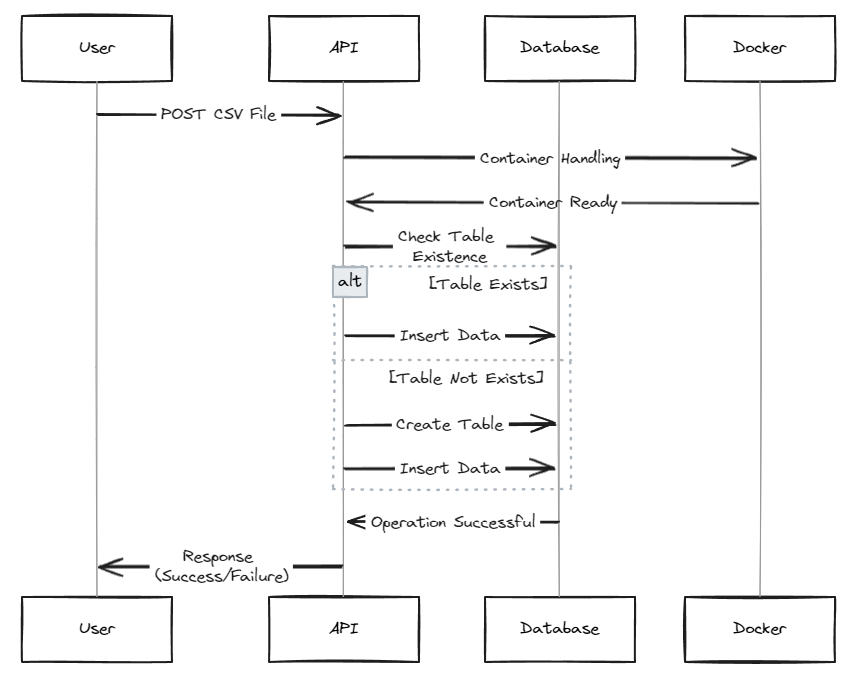 User
API
Database
Docker
POST CSV File
Container Handling
Container Ready
Check Table
Existence
alt
[Table Exists]
Insert Data
[Table Not Exists]
Create Table
Insert Data
Operation Successful
Response
(Success/Failure)
User
API
Database
Docker